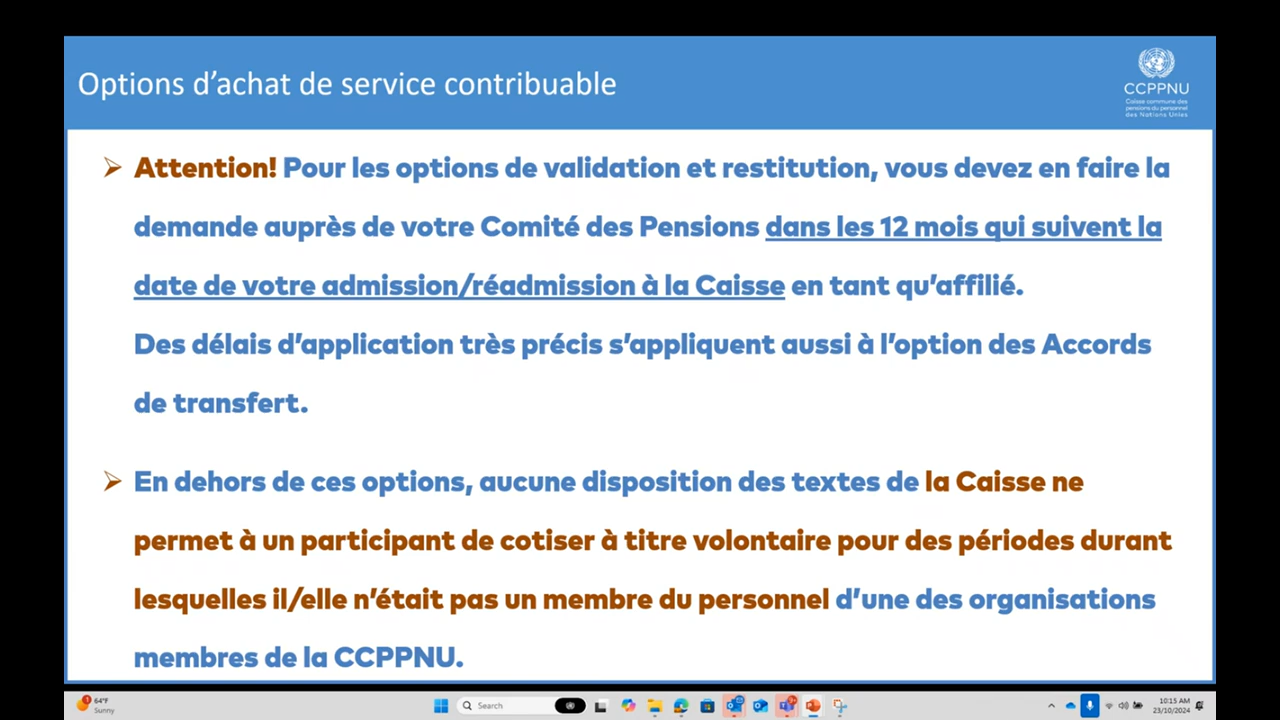 Options d’achat de service contribuable
CCPPNU
Caisse commune des
pensions du personnel
des Nations Unies
Attention! Pour les options de validation et restitution, vous devez en faire la
demande auprès de votre Comité des Pensions dans les 12 mois qui suivent la
date de votre admission/réadmission à la Caisse en tant qu’affilié.
Des délais d’application très précis s’appliquent aussi à l’option des Accords
de transfert.
En dehors de ces options, aucune disposition des textes de la Caisse ne
permet à un participant de cotiser à titre volontaire pour des périodes durant
lesquelles il/elle n’était pas un membre du personnel d’une des organisations
membres de la CCPPNU.
64°F
Sunny
Search
10:15 AM
23/10/2024